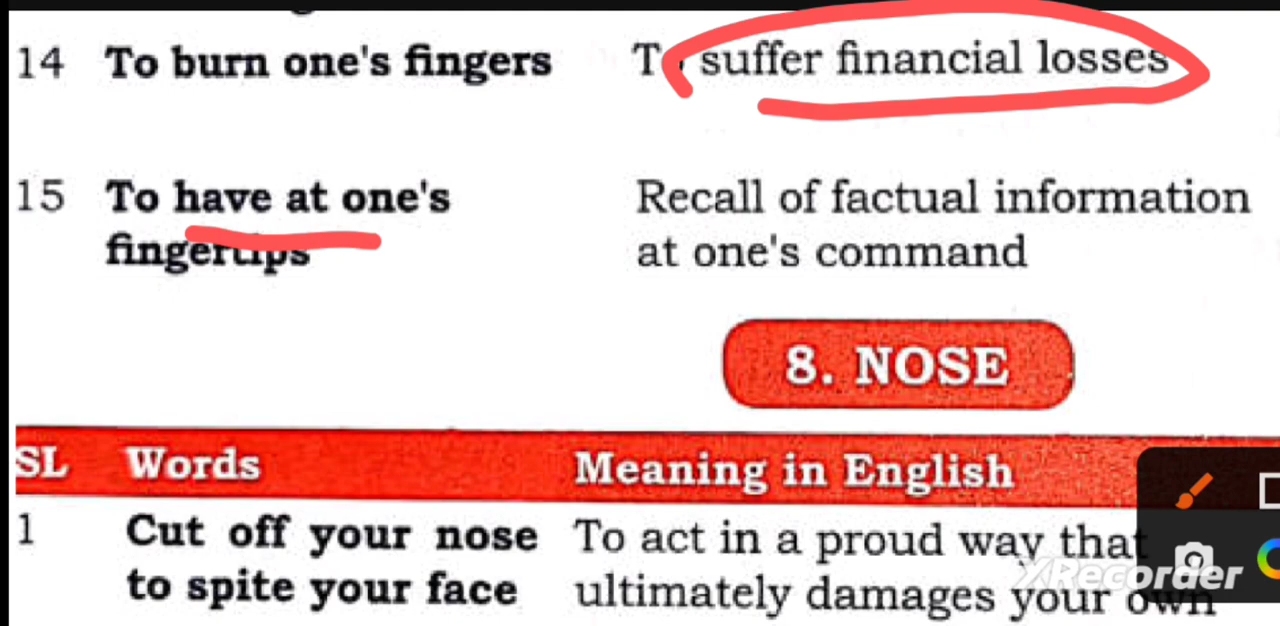 14 To burn one's fingers To suffer financial losses
15 To have at one's Recall of factual information
fingertips at one's command
8. NOSE
SL Words Meaning in English
1 Cut off your nose To act in a proud way that
to spite your face ultimately damages your own
XRecorder